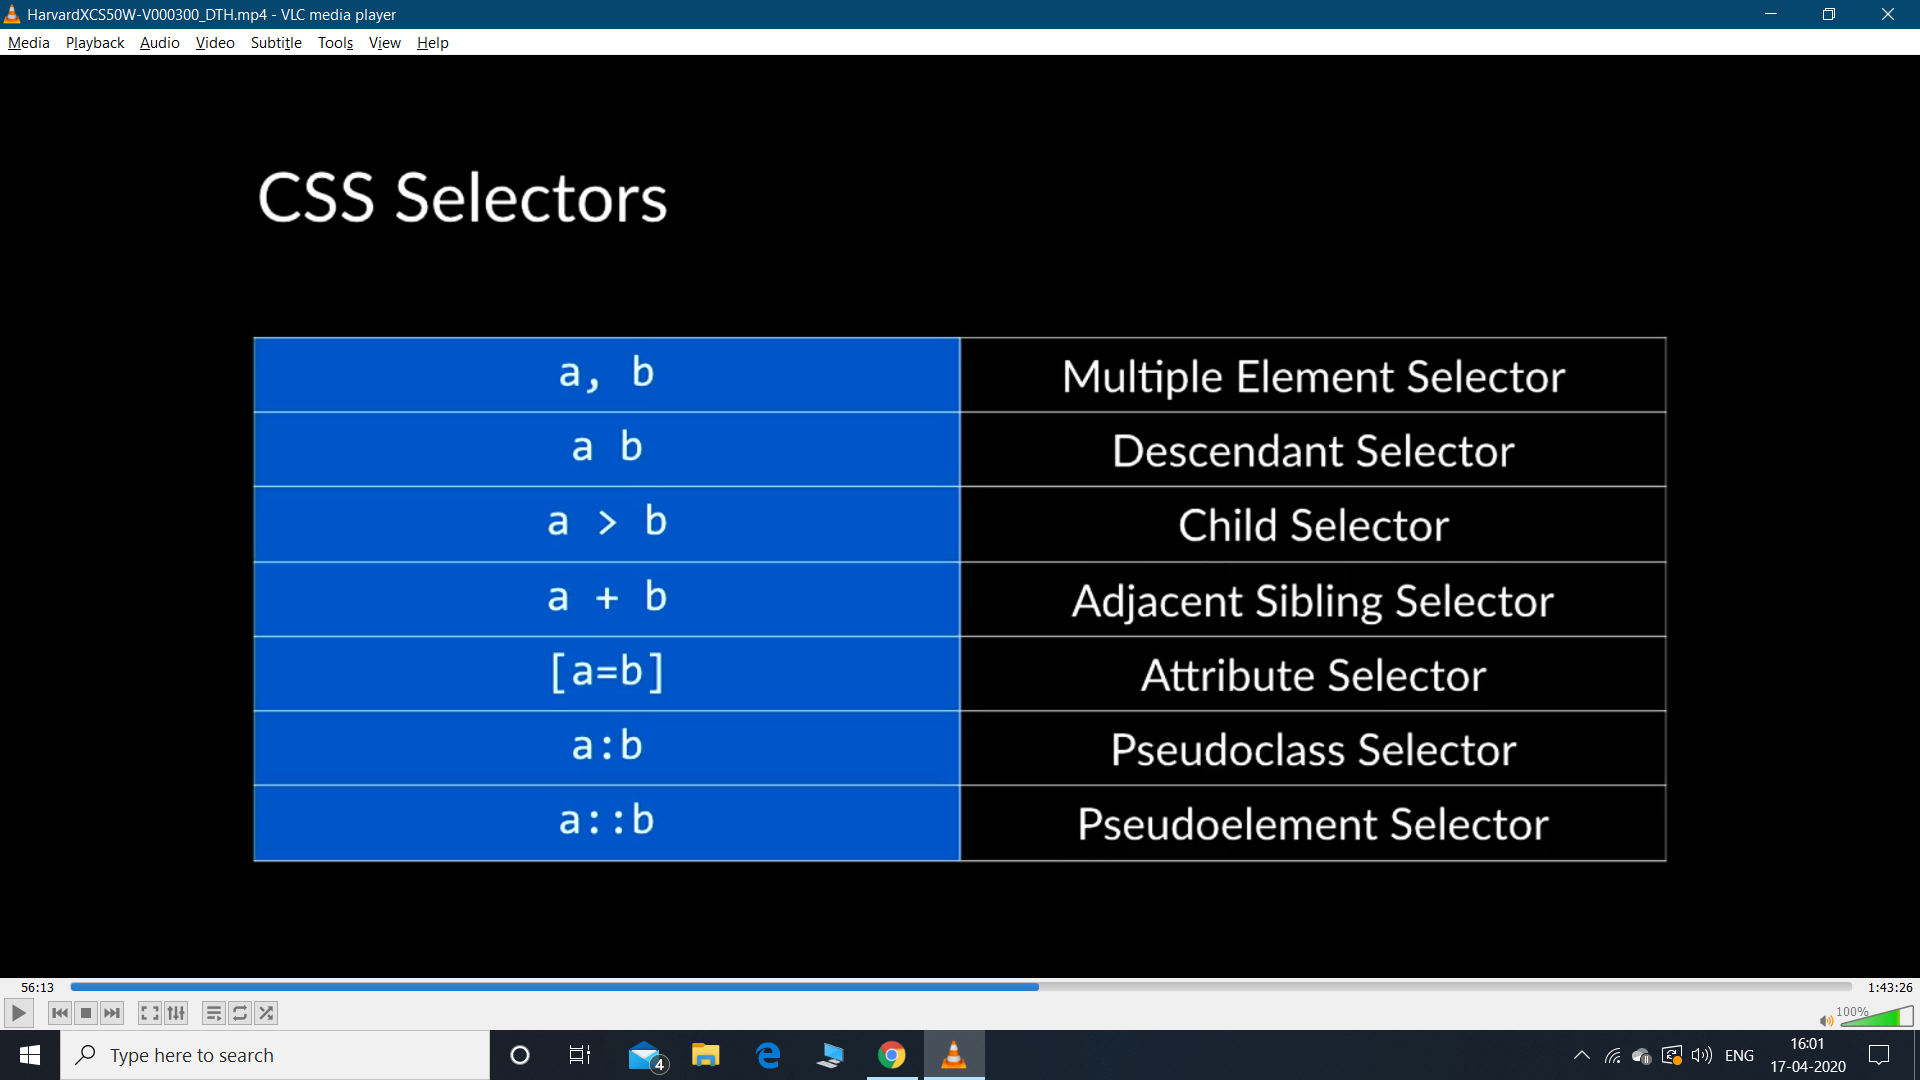 HarvardXCS50W-V000300_DTH.mp4 - VLC media player
Media Playback Audio Video Subtitle Tools View Help
CSS Selectors
a, b Multiple Element Selector
a b Descendant Selector
a > b Child Selector
a + b Adjacent Sibling Selector
[a=b] Attribute Selector
a:b Pseudoclass Selector
a::b Pseudoelement Selector
56:13 1:43:26
100%
Type here to search
4
ENG
16:01
17-04-2020